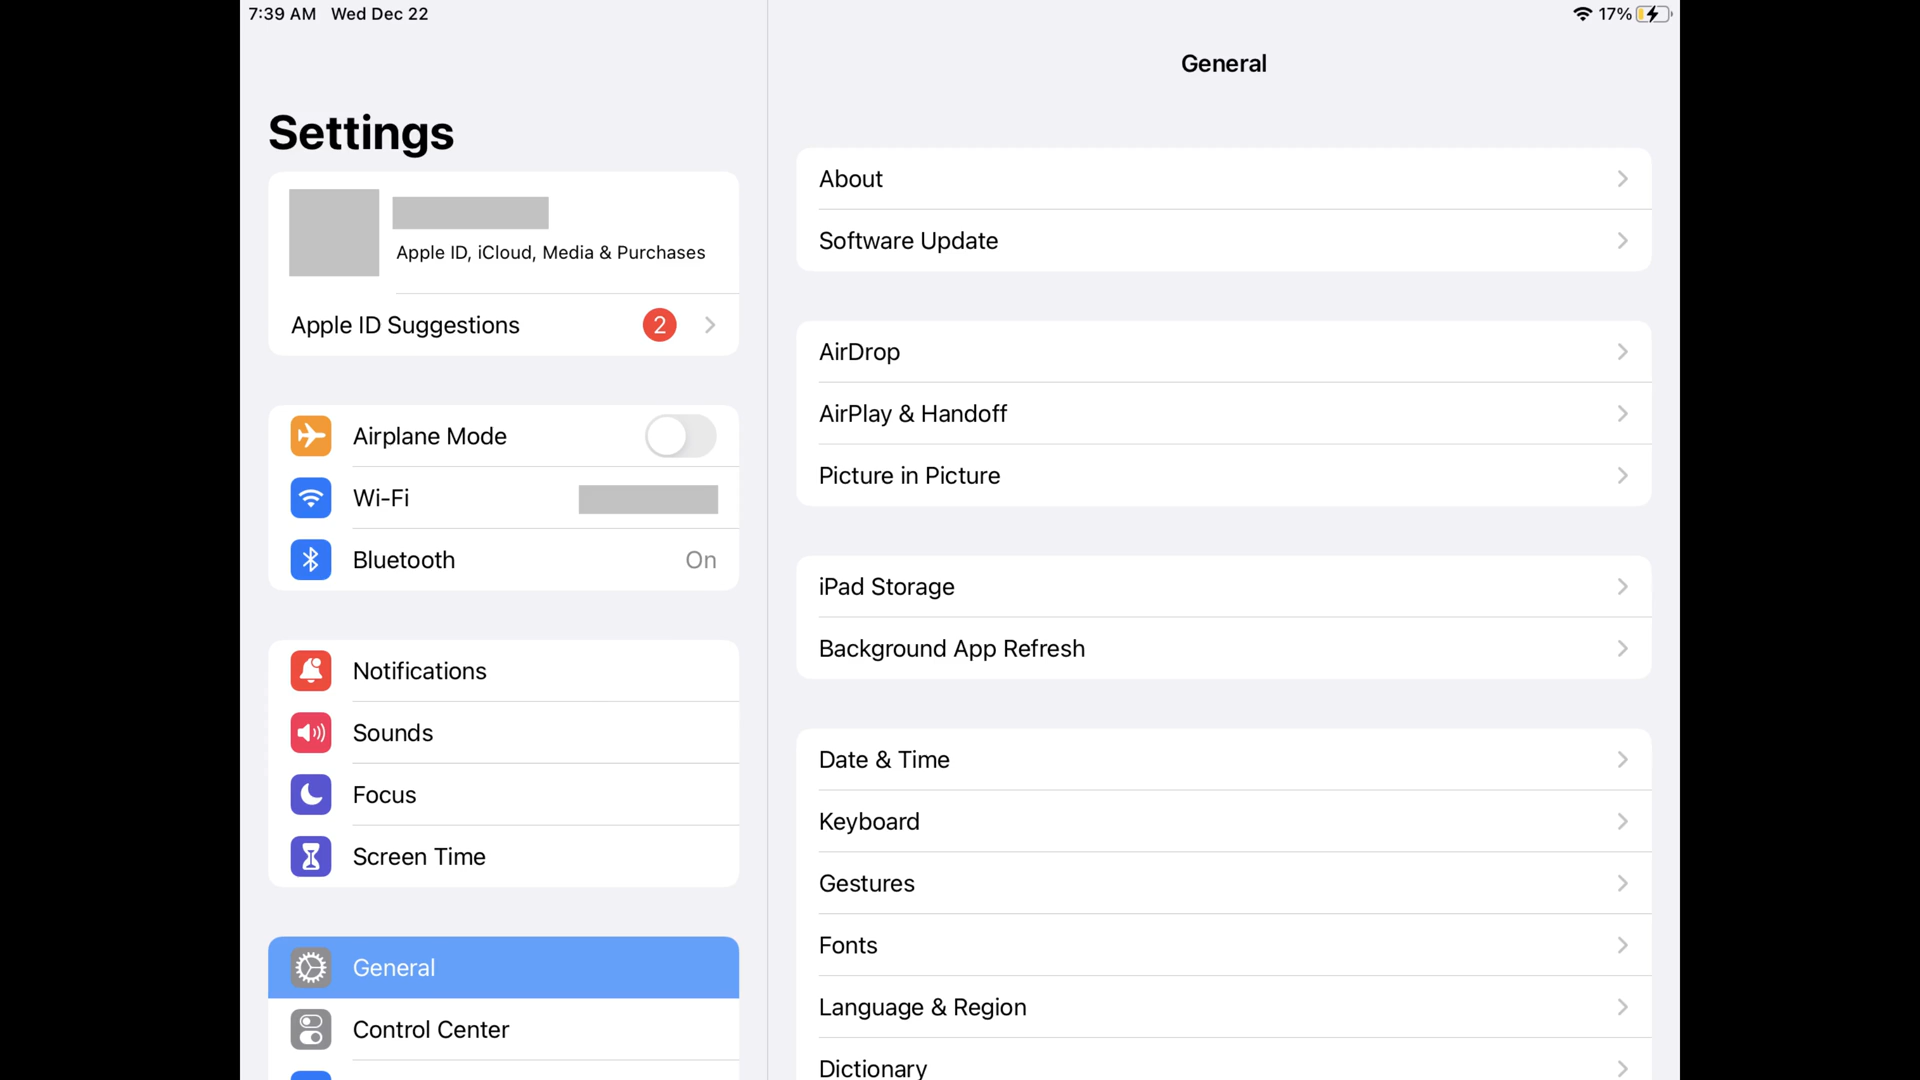 7:39 AM Wed Dec 22
17%
Settings
Apple ID, iCloud, Media & Purchases
Apple ID Suggestions 2
Airplane Mode
Wi-Fi
Bluetooth On
Notifications
Sounds
Focus
Screen Time
General
Control Center
General
About
Software Update
AirDrop
AirPlay & Handoff
Picture in Picture
iPad Storage
Background App Refresh
Date & Time
Keyboard
Gestures
Fonts
Language & Region
Dictionary